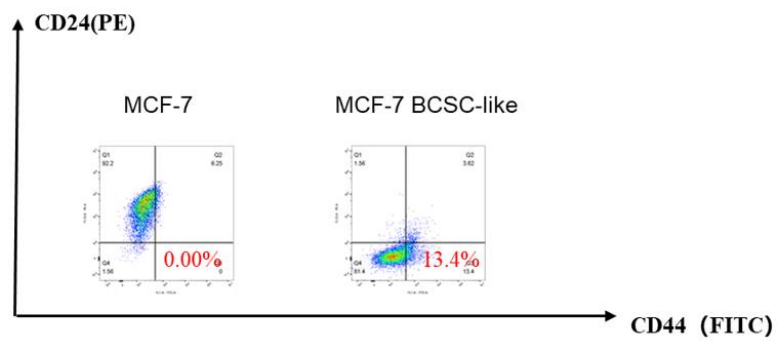 CD24(PE)
MCF-7
MCF-7 BCSC-like
Q1
92.2
Q2
6.25
Q1
1.56
Q2
3.62
0.00%
13.4%
Q4
1.56
0
Q4
81.4
13.4
CD44（FITC）